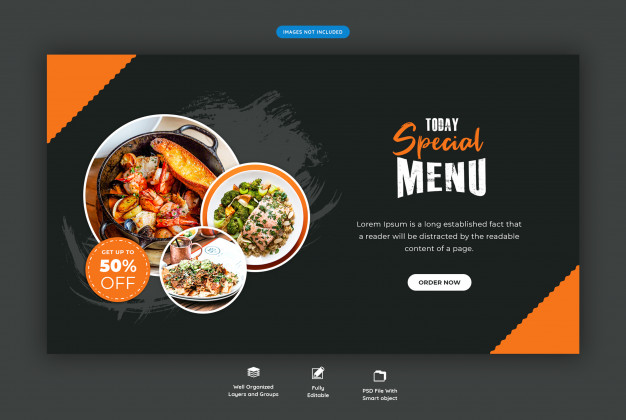 IMAGES NOT INCLUDED
TODAY
Special
MENU
Lorem Ipsum is a long established fact that
a reader will be distracted by the readable
content of a page.
GET UP TO
50%
OFF
ORDER NOW
Well Organized
Layers and Groups
Fully
Editable
PSD File With
Smart object